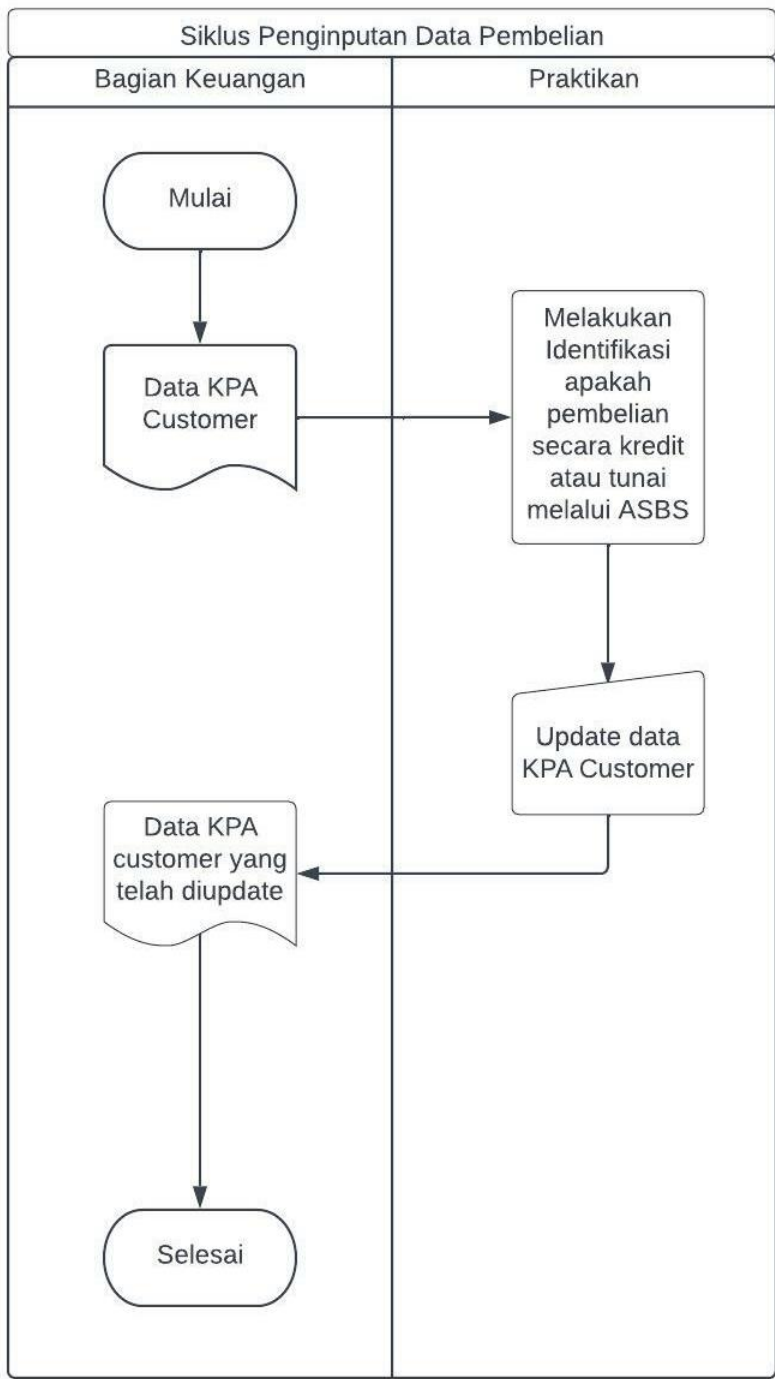 Siklus Penginputan Data Pembelian
Bagian Keuangan
Praktikan
Mulai
Data KPA
Customer
Melakukan
Identifikasi
apakah
pembelian
secara kredit
atau tunai
melalui ASBS
Update data
KPA Customer
Data KPA
customer yang
telah diupdate
Selesai